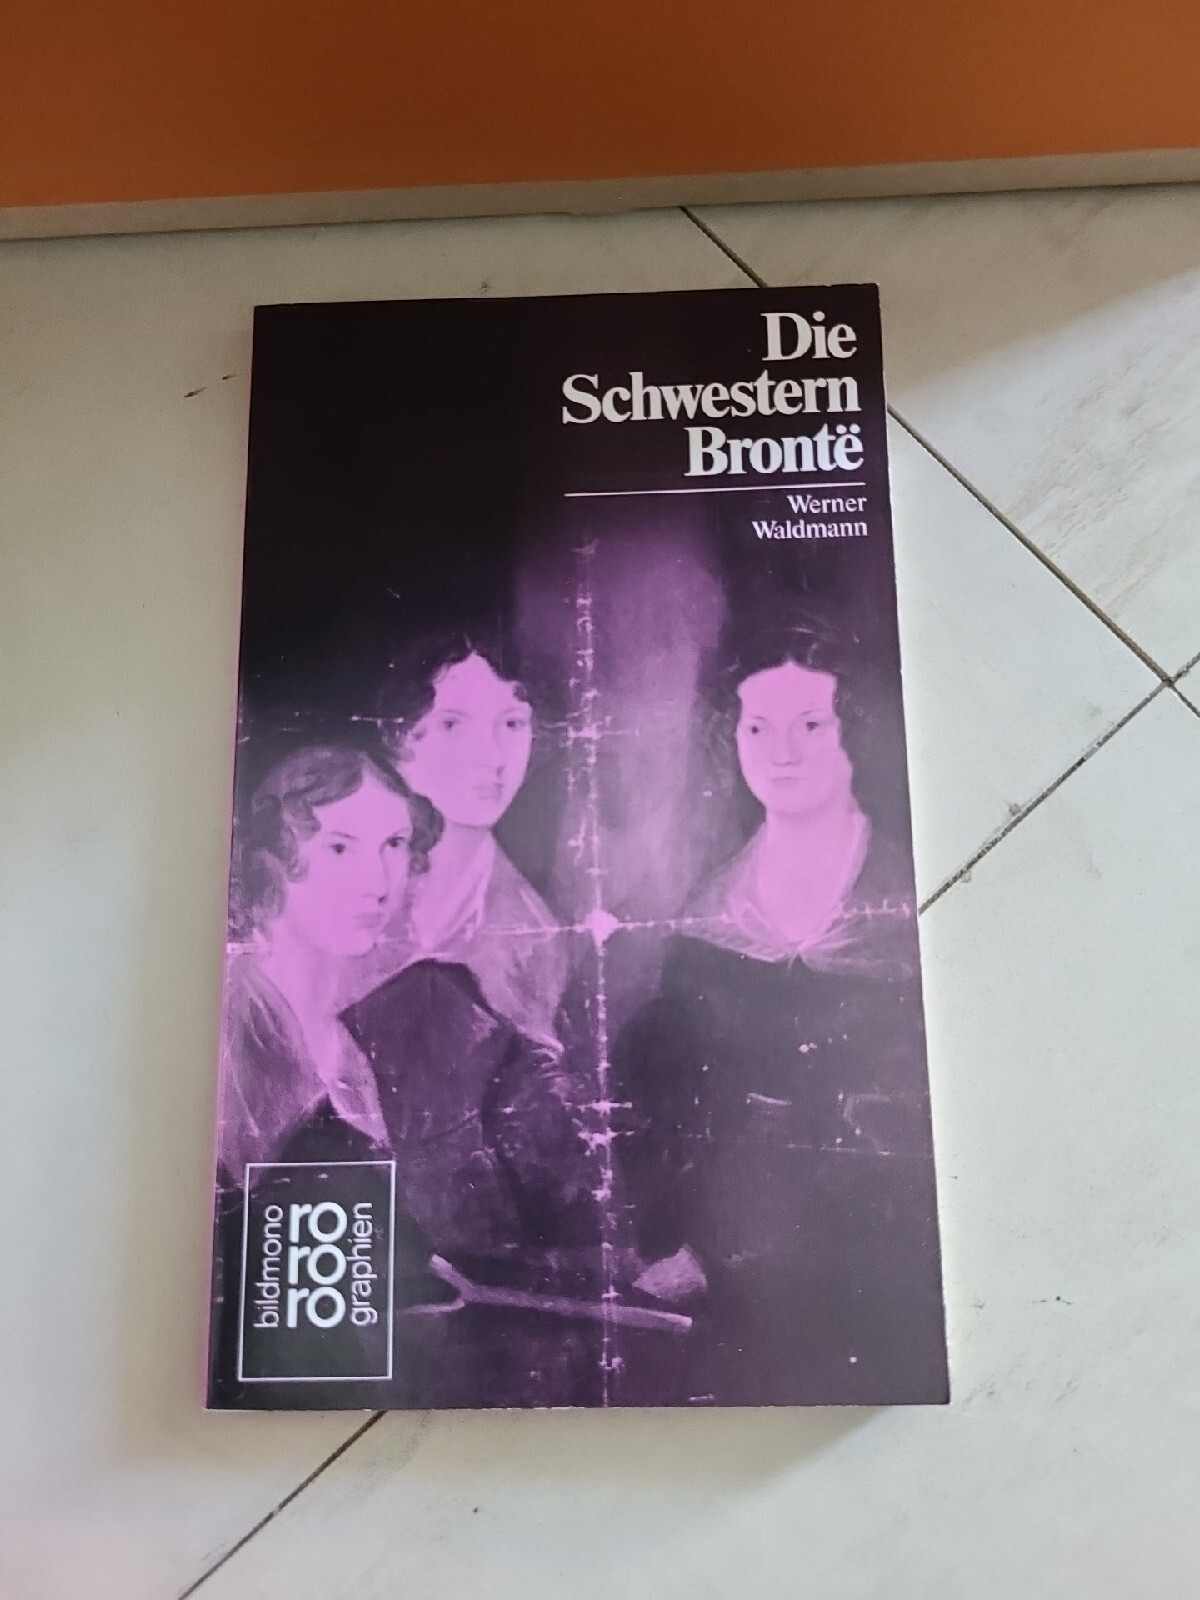 Die
Schwestern
Brontë
Werner
Waldmann
bildmono
ro
ro
ro
graphien